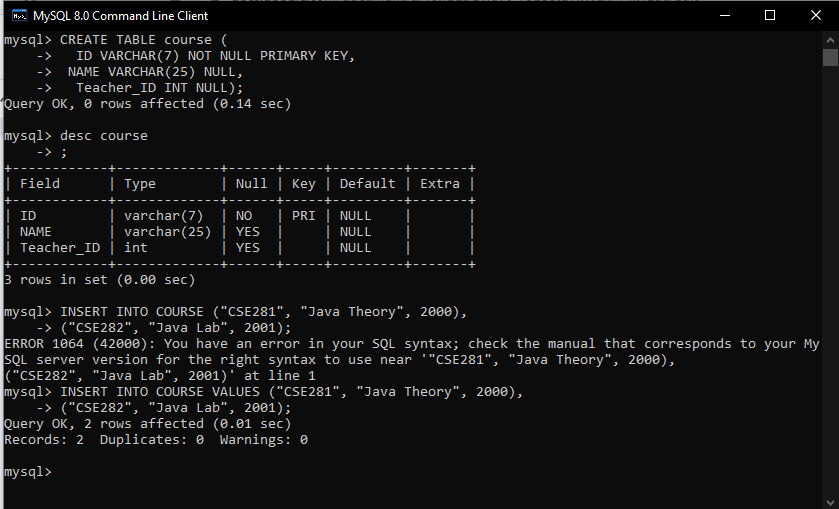 MySQL 8.0 Command Line Client
mysql> CREATE TABLE course (
    ->   ID VARCHAR(7) NOT NULL PRIMARY KEY,
    ->  NAME VARCHAR(25) NULL,
    ->   Teacher_ID INT NULL);
Query OK, 0 rows affected (0.14 sec)

mysql> desc course
    -> ;
+------------+-------------+------+-----+---------+-------+
| Field      | Type        | Null | Key | Default | Extra |
+------------+-------------+------+-----+---------+-------+
| ID         | varchar(7)  | NO   | PRI | NULL    |       |
| NAME       | varchar(25) | YES  |     | NULL    |       |
| Teacher_ID | int         | YES  |     | NULL    |       |
+------------+-------------+------+-----+---------+-------+
3 rows in set (0.00 sec)

mysql> INSERT INTO COURSE ("CSE281", "Java Theory", 2000),
    -> ("CSE282", "Java Lab", 2001);
ERROR 1064 (42000): You have an error in your SQL syntax; check the manual that corresponds to your My
SQL server version for the right syntax to use near '"CSE281", "Java Theory", 2000),
("CSE282", "Java Lab", 2001)' at line 1
mysql> INSERT INTO COURSE VALUES ("CSE281", "Java Theory", 2000),
    -> ("CSE282", "Java Lab", 2001);
Query OK, 2 rows affected (0.01 sec)
Records: 2  Duplicates: 0  Warnings: 0

mysql>